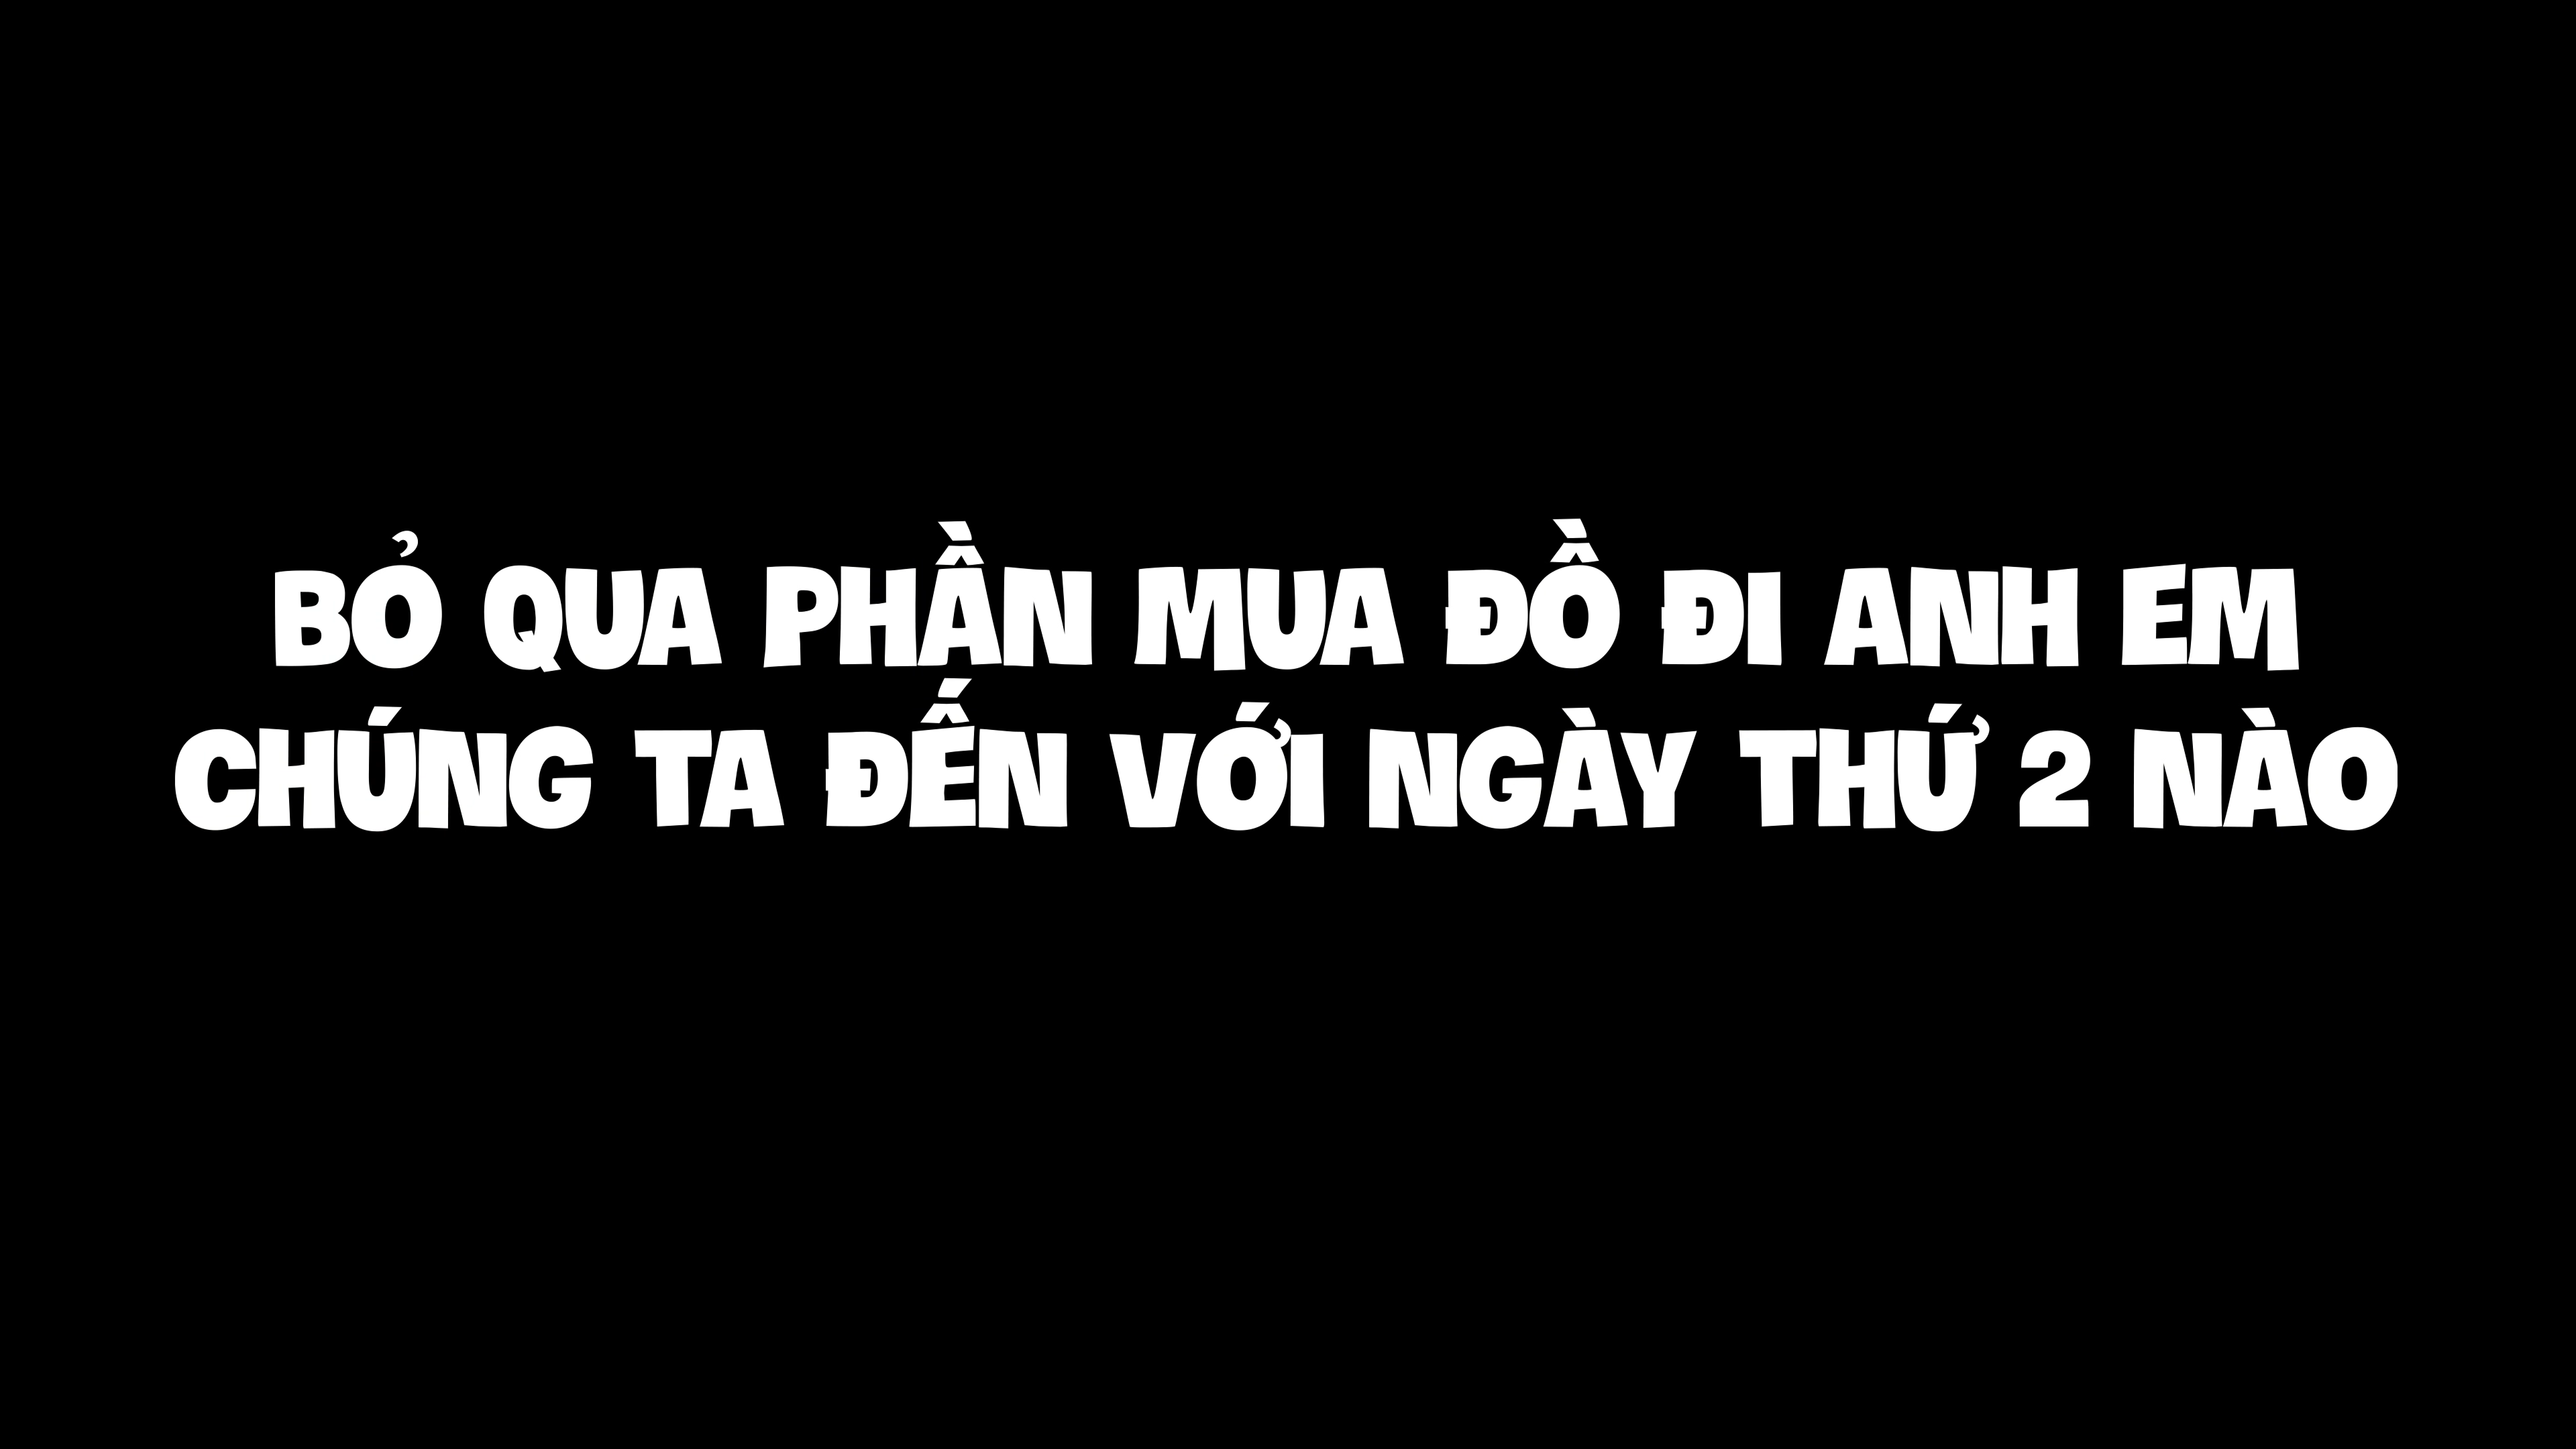 BỎ QUA PHẦN MUA ĐỒ ĐI ANH EM
CHÚNG TA ĐẾN VỚI NGÀY THỨ 2 NÀO